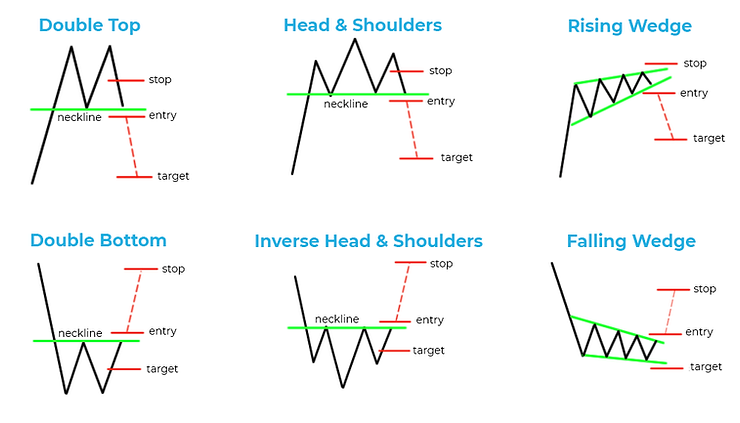 Double Top
stop
entry
neckline
target
Head & Shoulders
stop
entry
neckline
target
Rising Wedge
stop
entry
target
Double Bottom
stop
neckline
entry
target
Inverse Head & Shoulders
stop
neckline
entry
target
Falling Wedge
stop
entry
target